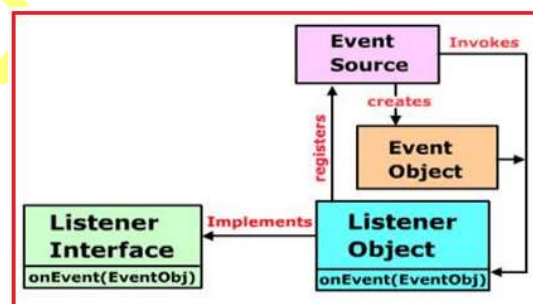 Event
Source
Invokes
creates
Event
Object
registers
Implements
Listener
Interface
onEvent(EventObj)
Listener
Object
onEvent(EventObj)